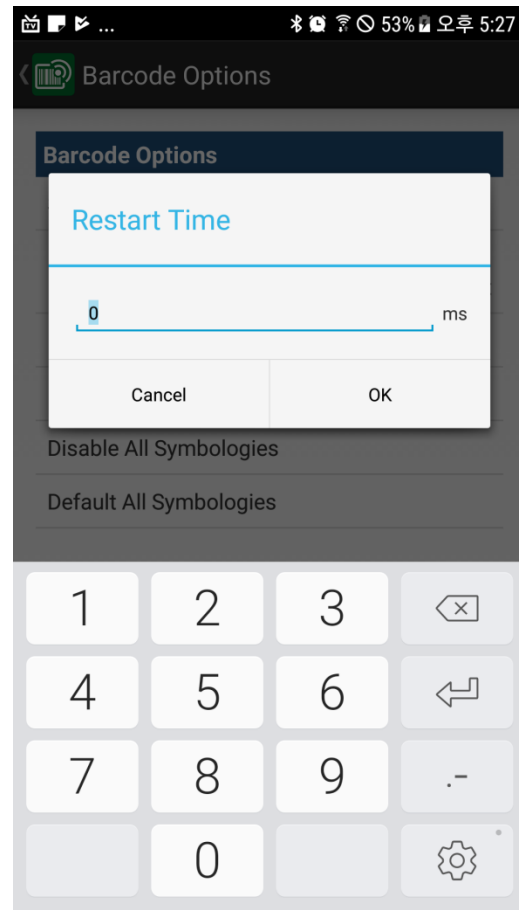 ... 53% 오후 5:27
Barcode Options
Barcode Options
Restart Time
0 ms
Cancel OK
Disable All Symbologies
Default All Symbologies
1 2 3
4 5 6
7 8 9 .-
0